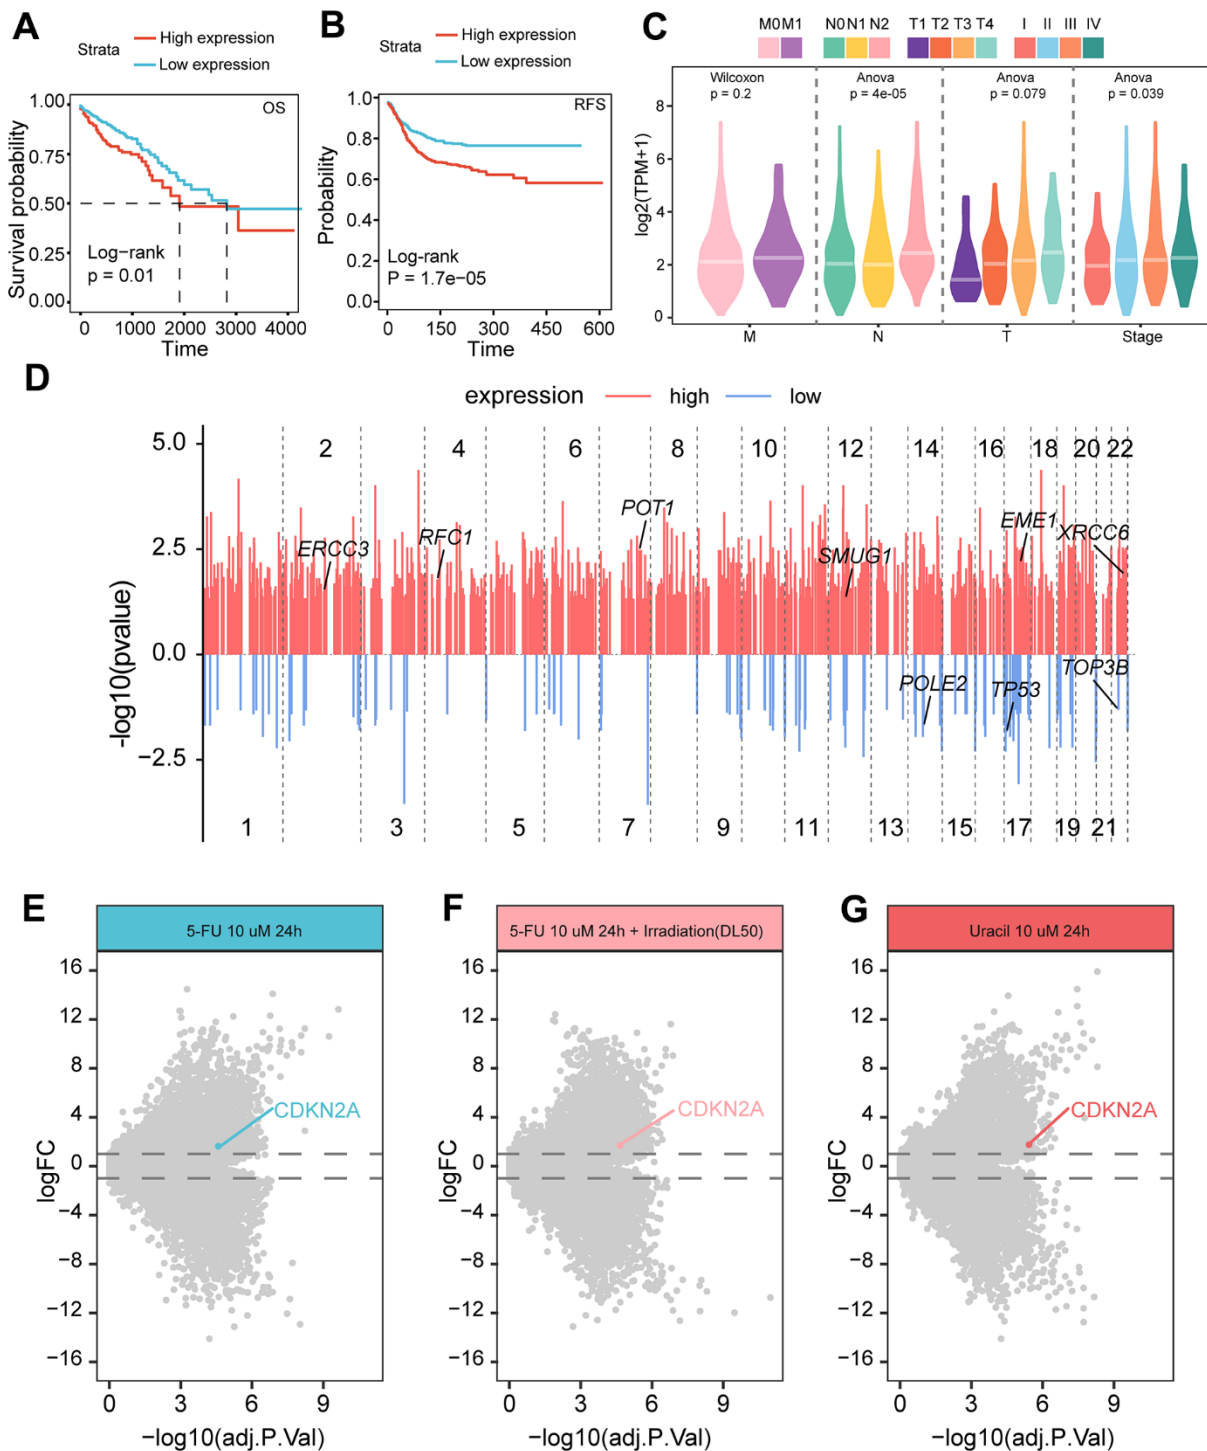 A
Strata
High expression
Low expression
OS
Survival probability
1.00
0.75
0.50
0.25
0.00
Log-rank
p = 0.01
0 1000 2000 3000 4000
Time
B
Strata
High expression
Low expression
RFS
Probability
1.0
0.8
0.6
0.4
0.2
0.0
Log-rank
P = 1.7e-05
0 150 300 450 600
Time
C
M0 M1 N0 N1 N2 T1 T2 T3 T4 I II III IV
Wilcoxon
p = 0.2
Anova
p = 4e-05
Anova
p = 0.079
Anova
p = 0.039
log2(TPM+1)
8
6
4
2
0
M N T Stage
D
expression high low
-log10(pvalue)
5.0
2.5
0.0
−2.5
2 4 6 8 10 12 14 16 18 20 22
ERCC3
RFC1
POT1
SMUG1
EME1
XRCC6
POLE2
TP53
TOP3B
1 3 5 7 9 11 13 15 17 19 21
E
5-FU 10 uM 24h
logFC
16
12
8
4
0
−4
−8
−12
−16
CDKN2A
0 3 6 9
−log10(adj.P.Val)
F
5-FU 10 uM 24h + Irradiation(DL50)
logFC
16
12
8
4
0
−4
−8
−12
−16
CDKN2A
0 3 6 9
−log10(adj.P.Val)
G
Uracil 10 uM 24h
logFC
16
12
8
4
0
−4
−8
−12
−16
CDKN2A
0 3 6 9
−log10(adj.P.Val)